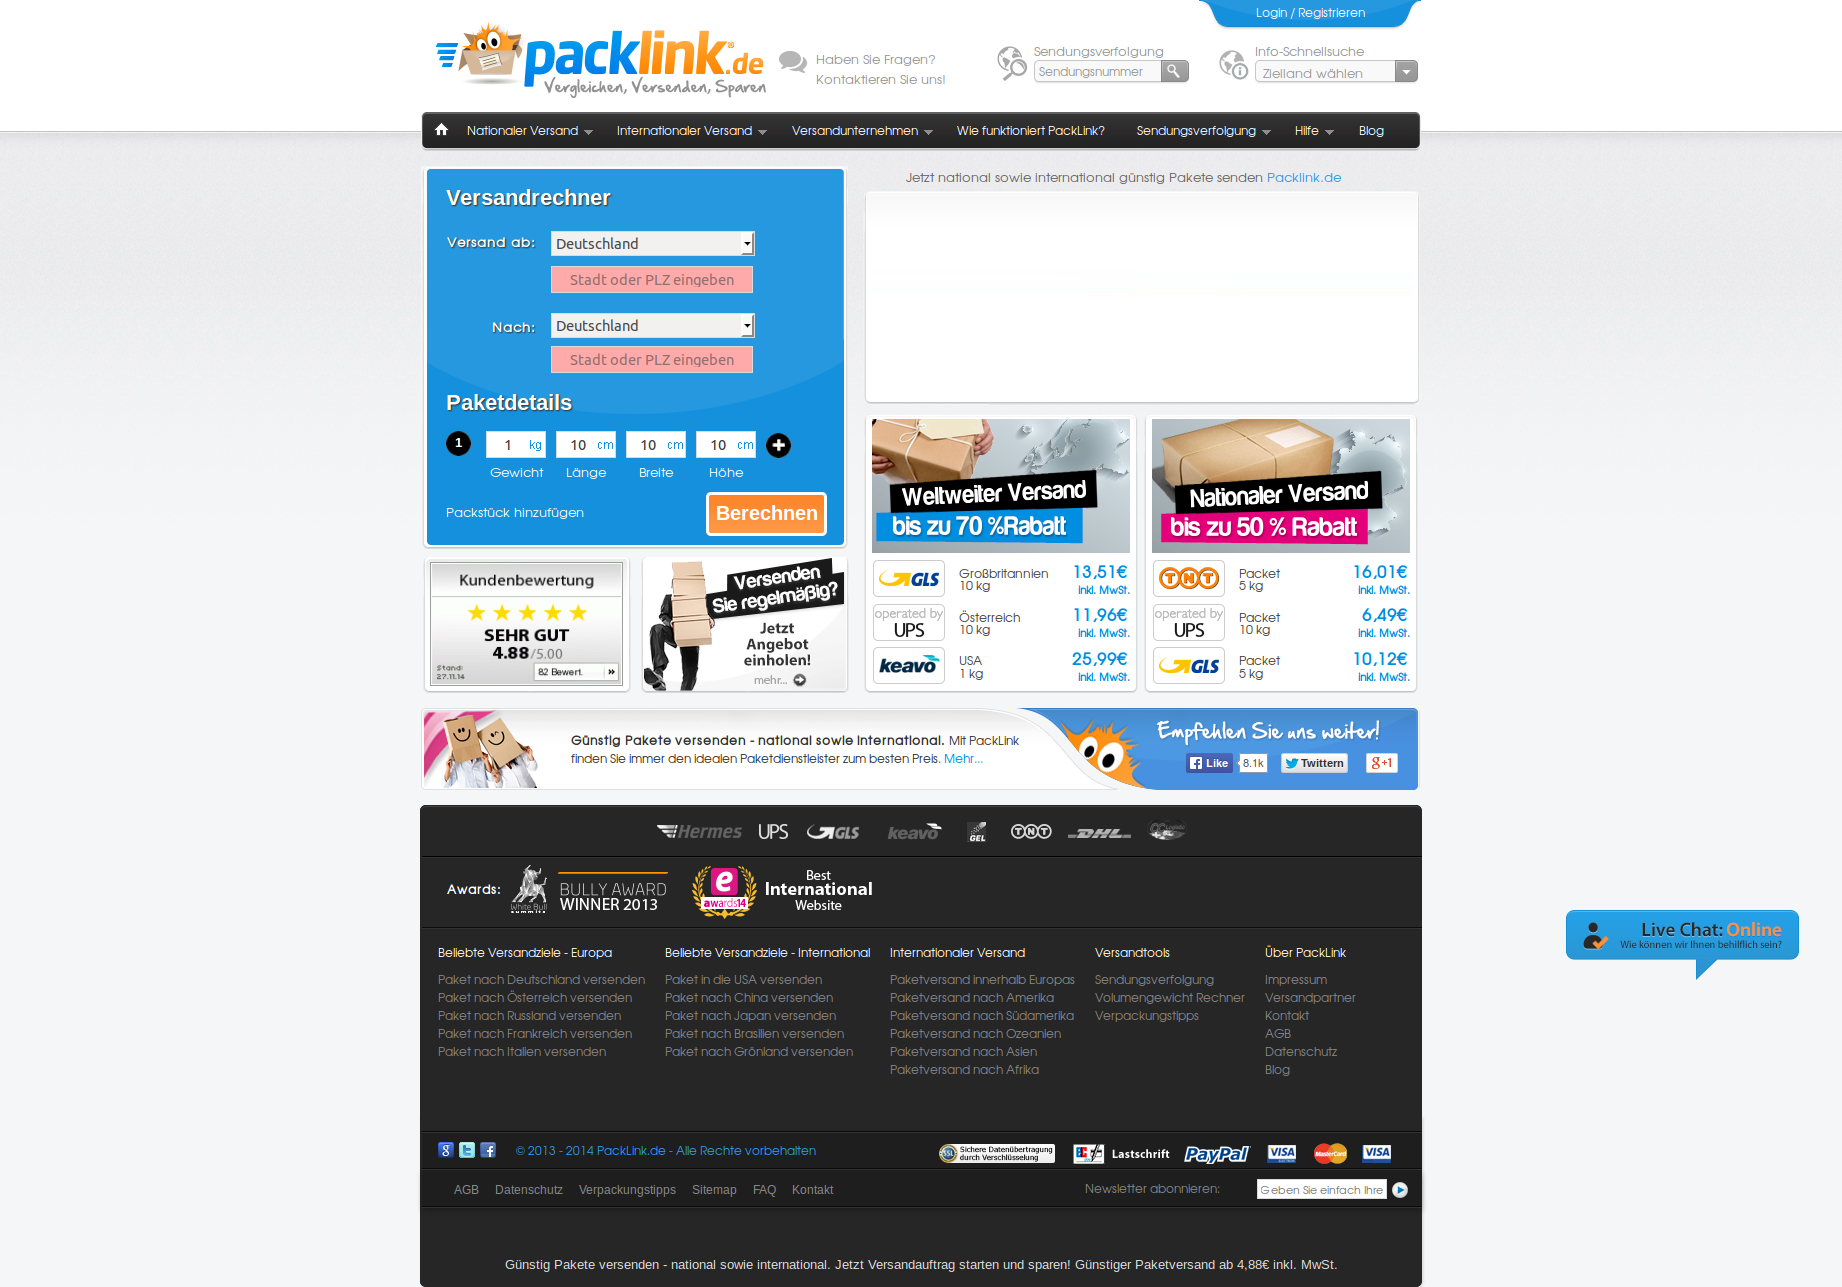 Login / Registrieren
packlink.de
Vergleichen, Versenden, Sparen
Haben Sie Fragen?
Kontaktieren Sie uns!
Sendungsverfolgung
Sendungsnummer
Info-Schnellsuche
Zielland wählen
Nationaler Versand
Internationaler Versand
Versandunternehmen
Wie funktioniert PackLink?
Sendungsverfolgung
Hilfe
Blog
Versandrechner
Versand ab:
Deutschland
Stadt oder PLZ eingeben
Nach:
Deutschland
Stadt oder PLZ eingeben
Paketdetails
1
1 kg
10 cm
10 cm
10 cm
Gewicht
Länge
Breite
Höhe
Packstück hinzufügen
Berechnen
Jetzt national sowie international günstig Pakete senden Packlink.de
Weltweiter Versand
bis zu 70 %Rabatt
GLS
Großbritannien
10 kg
13,51€
inkl. MwSt.
operated by
UPS
Österreich
10 kg
11,96€
inkl. MwSt.
keavo
USA
1 kg
25,99€
inkl. MwSt.
Nationaler Versand
bis zu 50 % Rabatt
TNT
Packet
5 kg
16,01€
inkl. MwSt.
operated by
UPS
Packet
10 kg
6,49€
inkl. MwSt.
GLS
Packet
5 kg
10,12€
inkl. MwSt.
Kundenbewertung
SEHR GUT
4.88/5.00
Stand:
27.11.14
82 Bewert.
Versenden
Sie regelmäßig?
Jetzt
Angebot
einholen!
mehr...
Günstig Pakete versenden - national sowie international. Mit PackLink
finden Sie immer den idealen Paketdienstleister zum besten Preis. Mehr...
Empfehlen Sie uns weiter!
Like
8.1k
Twittern
g+1
Hermes
UPS
GLS
keavo
GEL
TNT
DHL
Awards:
White Bull
summits
BULLY AWARD
WINNER 2013
e
awards14
Best
International
Website
Beliebte Versandziele - Europa
Paket nach Deutschland versenden
Paket nach Österreich versenden
Paket nach Russland versenden
Paket nach Frankreich versenden
Paket nach Italien versenden
Beliebte Versandziele - International
Paket in die USA versenden
Paket nach China versenden
Paket nach Japan versenden
Paket nach Brasilien versenden
Paket nach Grönland versenden
Internationaler Versand
Paketversand innerhalb Europas
Paketversand nach Amerika
Paketversand nach Südamerika
Paketversand nach Ozeanien
Paketversand nach Asien
Paketversand nach Afrika
Versandtools
Sendungsverfolgung
Volumengewicht Rechner
Verpackungstipps
Über PackLink
Impressum
Versandpartner
Kontakt
AGB
Datenschutz
Blog
Live Chat: Online
Wie können wir Ihnen behilflich sein?
© 2013 - 2014 PackLink.de - Alle Rechte vorbehalten
SSL
Sichere Datenübertragung
durch Verschlüsselung
Lastschrift
PayPal
VISA
MasterCard
VISA
AGB
Datenschutz
Verpackungstipps
Sitemap
FAQ
Kontakt
Newsletter abonnieren:
Geben Sie einfach Ihre
Günstig Pakete versenden - national sowie international. Jetzt Versandauftrag starten und sparen! Günstiger Paketversand ab 4,88€ inkl. MwSt.